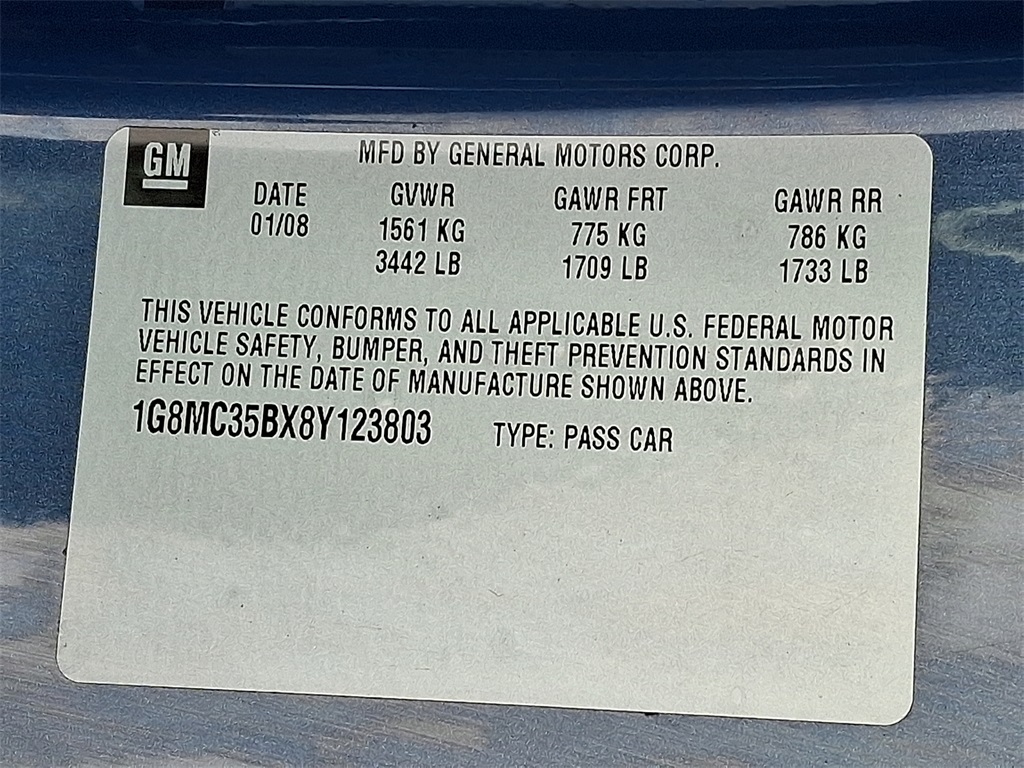 GM
MFD BY GENERAL MOTORS CORP.
DATE GVWR GAWR FRT GAWR RR
01/08 1561 KG 775 KG 786 KG
3442 LB 1709 LB 1733 LB
THIS VEHICLE CONFORMS TO ALL APPLICABLE U.S. FEDERAL MOTOR
VEHICLE SAFETY, BUMPER, AND THEFT PREVENTION STANDARDS IN
EFFECT ON THE DATE OF MANUFACTURE SHOWN ABOVE.
1G8MC35BX8Y123803 TYPE: PASS CAR